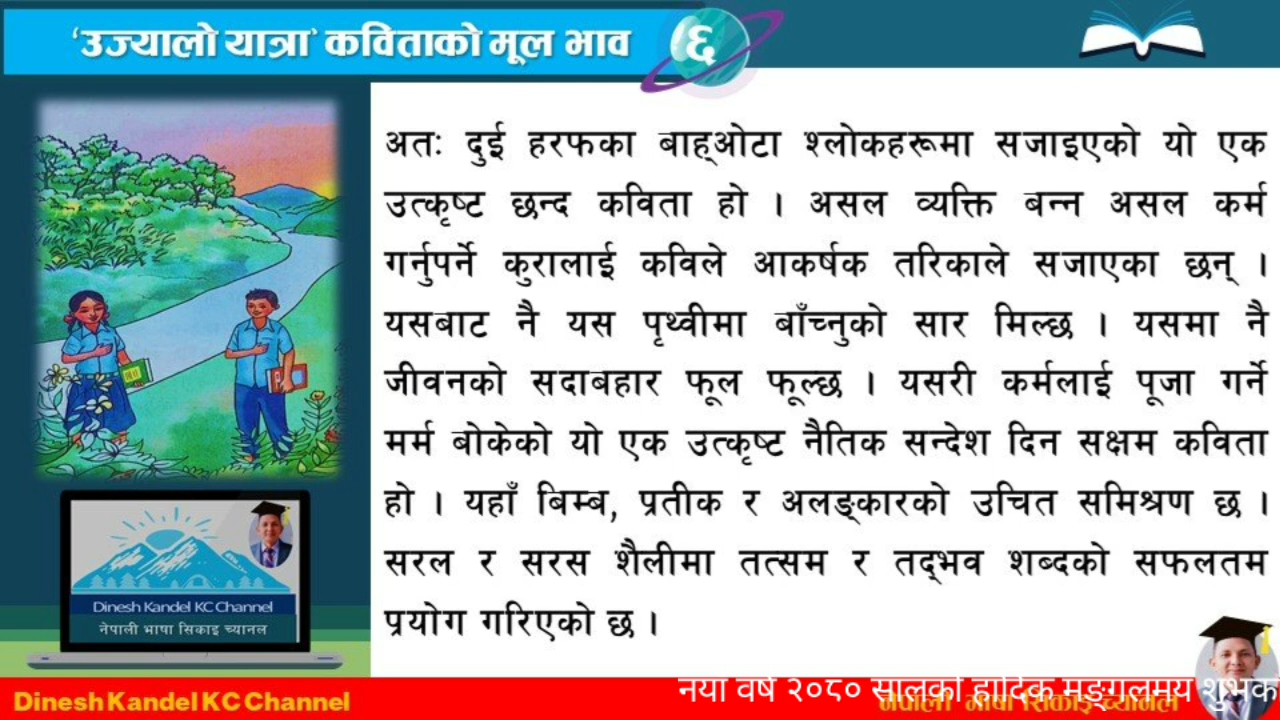 ‘उज्यालो यात्रा’ कविताको मूल भाव
६
अतः दुई हरफका बाह्ओटा श्लोकहरूमा सजाइएको यो एक
उत्कृष्ट छन्द कविता हो । असल व्यक्ति बन्न असल कर्म
गर्नुपर्ने कुरालाई कविले आकर्षक तरिकाले सजाएका छन् ।
यसबाट नै यस पृथ्वीमा बाँच्नुको सार मिल्छ । यसमा नै
जीवनको सदाबहार फूल फूल्छ । यसरी कर्मलाई पूजा गर्ने
मर्म बोकेको यो एक उत्कृष्ट नैतिक सन्देश दिन सक्षम कविता
हो । यहाँ बिम्ब, प्रतीक र अलङ्कारको उचित समिश्रण छ ।
सरल र सरस शैलीमा तत्सम र तद्भव शब्दको सफलतम
प्रयोग गरिएको छ ।
Dinesh Kandel KC Channel
नेपाली भाषा सिकाइ च्यानल
Dinesh Kandel KC Channel
नेपाली भाषा सिकाइ च्यानल
नयाँ वर्ष २०८० सालको हार्दिक मङ्गलमय